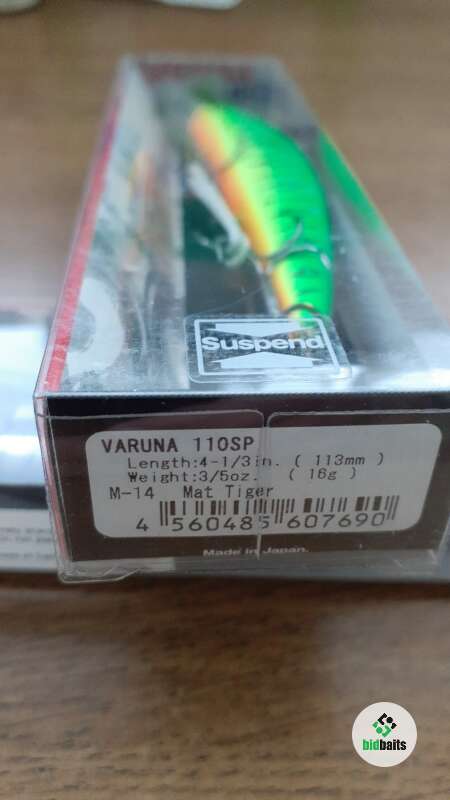 Suspend
VARUNA 110SP
Length:4-1/3in. ( 113mm )
Weight:3/5oz. ( 16g )
M-14 Mat Tiger
4 560485 607690
Made in Japan.
bidbaits